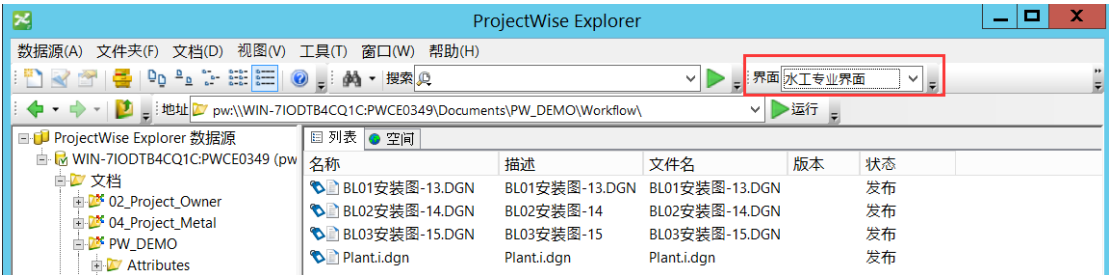 ProjectWise Explorer
数据源(A) 文件夹(F) 文档(D) 视图(V) 工具(T) 窗口(W) 帮助(H)
搜索 界面 水工专业界面
地址 pw:\\WIN-7IODTB4CQ1C:PWCE0349\Documents\PW_DEMO\Workflow\ 运行
ProjectWise Explorer 数据源
WIN-7IODTB4CQ1C:PWCE0349 (pw
文档
02_Project_Owner
04_Project_Metal
PW_DEMO
Attributes
列表 空间
名称 描述 文件名 版本 状态
BL01安装图-13.DGN BL01安装图-13.DGN BL01安装图-13.DGN 发布
BL02安装图-14.DGN BL02安装图-14 BL02安装图-14.DGN 发布
BL03安装图-15.DGN BL03安装图-15 BL03安装图-15.DGN 发布
Plant.i.dgn Plant.i.dgn Plant.i.dgn 发布